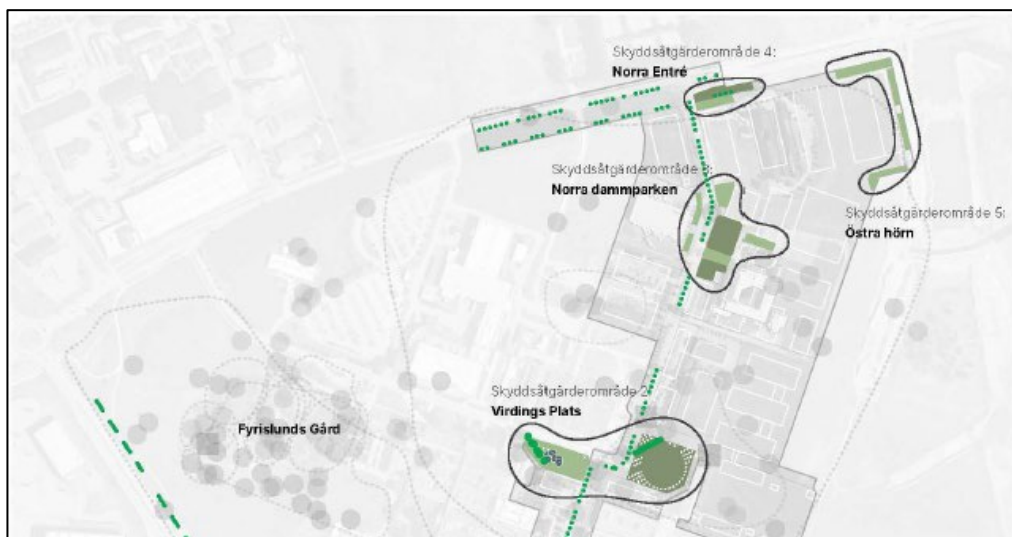 Skyddsåtgärderområde 4:
Norra Entré
Skyddsåtgärderområde 3:
Norra dammparken
Skyddsåtgärderområde 5:
Östra hörn
Skyddsåtgärderområde 2:
Virdings Plats
Fyrislunds Gård